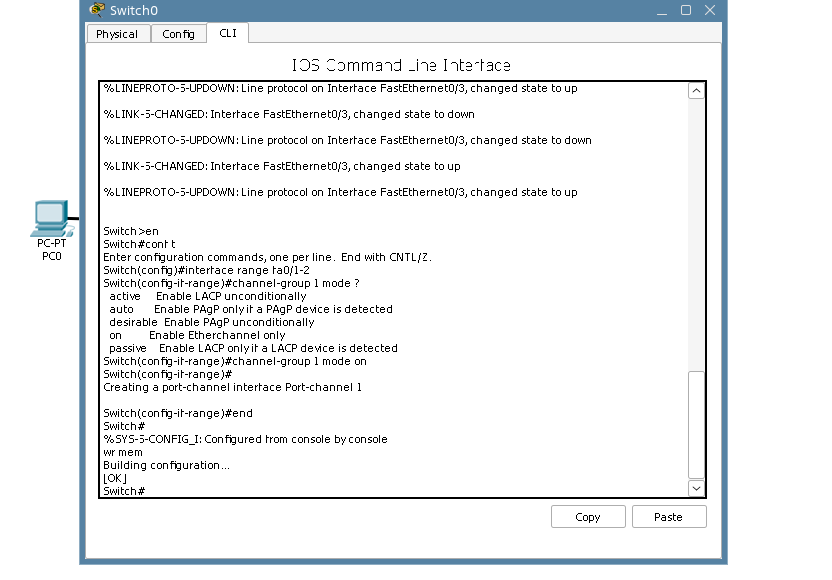 Switch0
Physical Config CLI
IOS Command Line Interface
%LINEPROTO-5-UPDOWN: Line protocol on Interface FastEthernet0/3, changed state to up
%LINK-5-CHANGED: Interface FastEthernet0/3, changed state to down
%LINEPROTO-5-UPDOWN: Line protocol on Interface FastEthernet0/3, changed state to down
%LINK-5-CHANGED: Interface FastEthernet0/3, changed state to up
%LINEPROTO-5-UPDOWN: Line protocol on Interface FastEthernet0/3, changed state to up
Switch>en
Switch#conf t
Enter configuration commands, one per line. End with CNTL/Z.
Switch(config)#interface range fa0/1-2
Switch(config-if-range)#channel-group 1 mode ?
active Enable LACP unconditionally
auto Enable PAgP only if a PAgP device is detected
desirable Enable PAgP unconditionally
on Enable Etherchannel only
passive Enable LACP only if a LACP device is detected
Switch(config-if-range)#channel-group 1 mode on
Switch(config-if-range)#
Creating a port-channel interface Port-channel 1
Switch(config-if-range)#end
Switch#
%SYS-5-CONFIG_I: Configured from console by console
wr mem
Building configuration...
[OK]
Switch#
Copy Paste
PC-PT
PC0